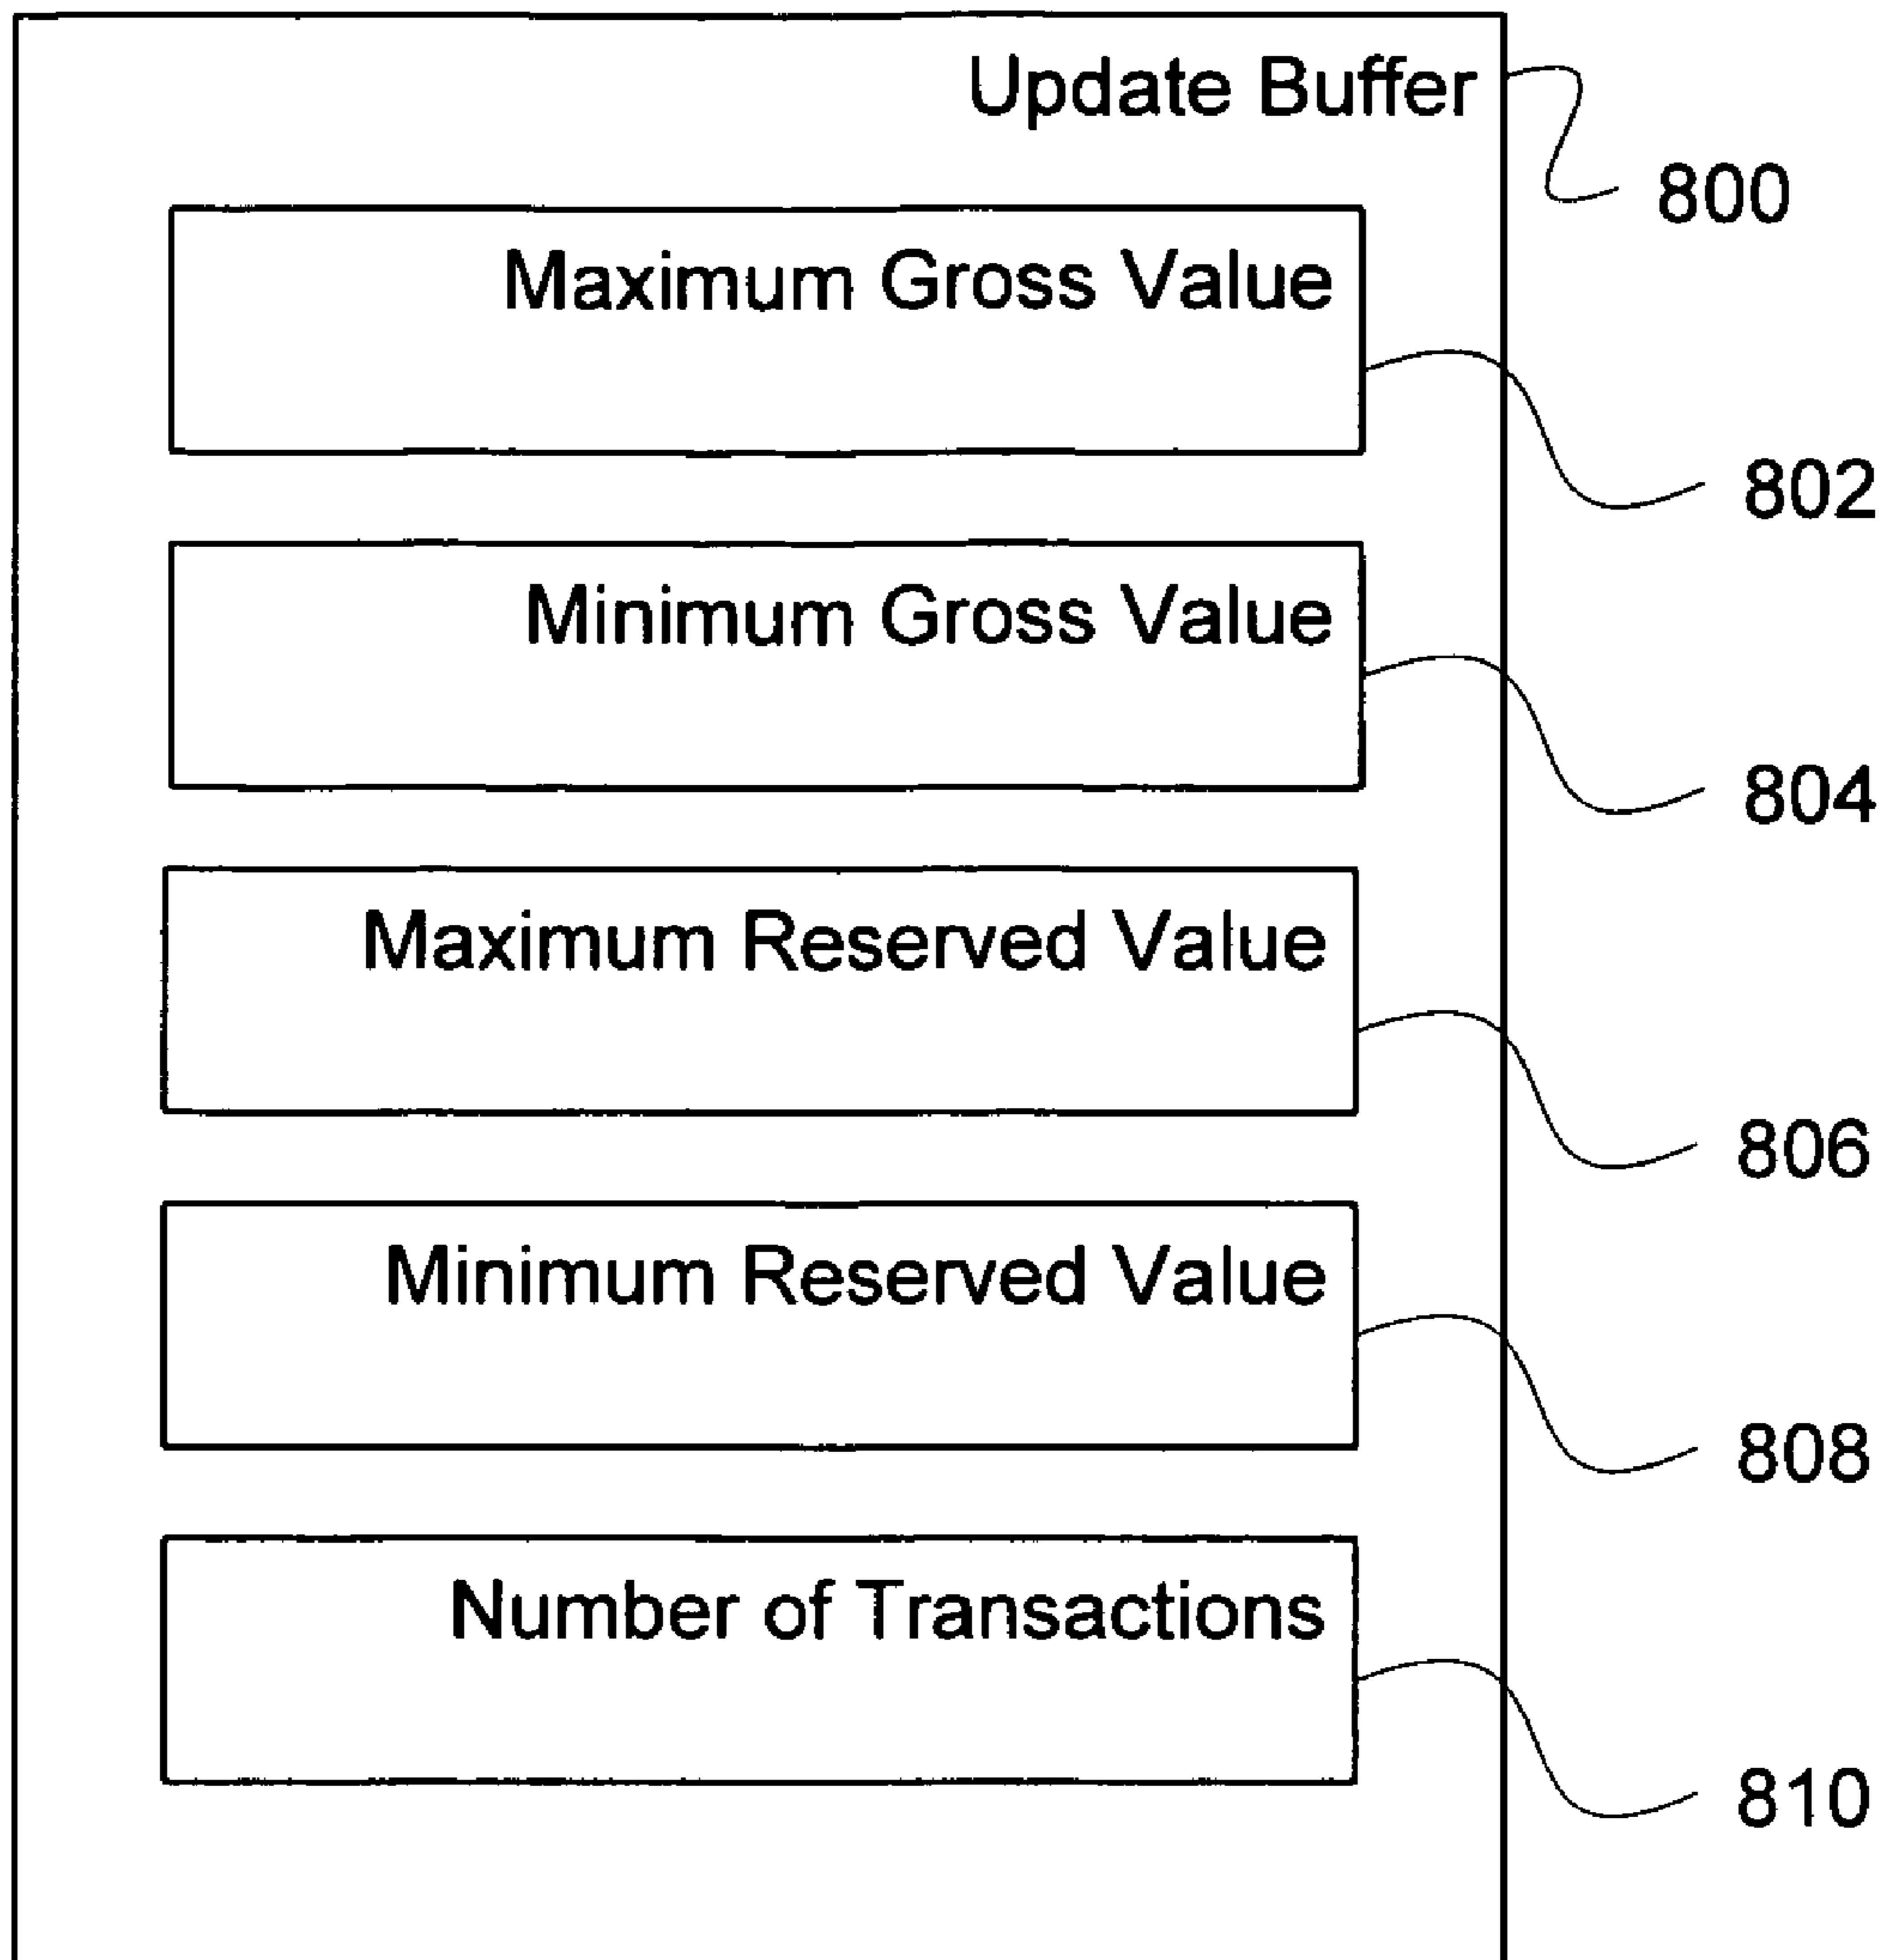 Update Buffer
800
Maximum Gross Value
802
Minimum Gross Value
804
Maximum Reserved Value
806
Minimum Reserved Value
808
Number of Transactions
810